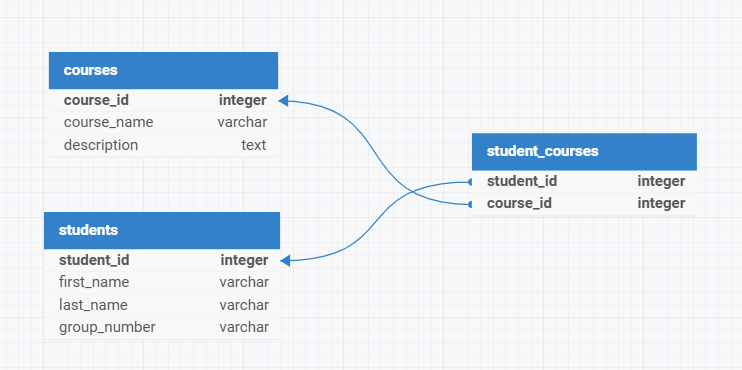 courses
course_id integer
course_name varchar
description text
student_courses
student_id integer
course_id integer
students
student_id integer
first_name varchar
last_name varchar
group_number varchar